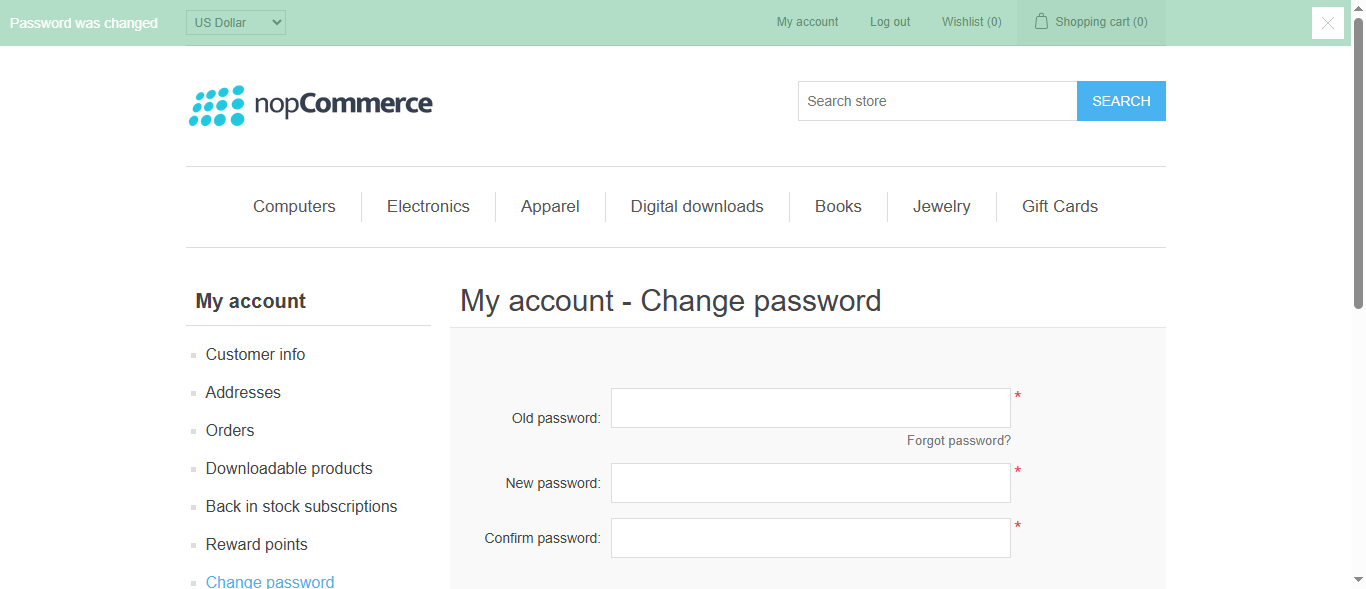 Password was changed
US Dollar
My account
Log out
Wishlist (0)
Shopping cart (0)
nopCommerce
Search store
SEARCH
Computers
Electronics
Apparel
Digital downloads
Books
Jewelry
Gift Cards
My account
Customer info
Addresses
Orders
Downloadable products
Back in stock subscriptions
Reward points
Change password
My account - Change password
Old password:
*
Forgot password?
New password:
*
Confirm password:
*